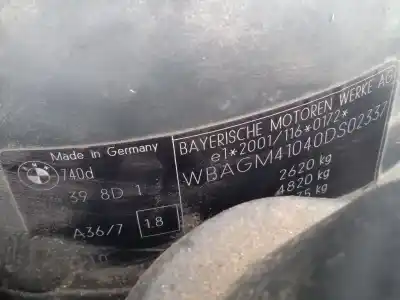 Made in Germany
740d
39 8D 1
A36/7 1.8
BAYERISCHE MOTOREN WERKE AG
e1*2001/116*0172*
WBAGM41040DS02337
2620 kg
4820 kg
kg